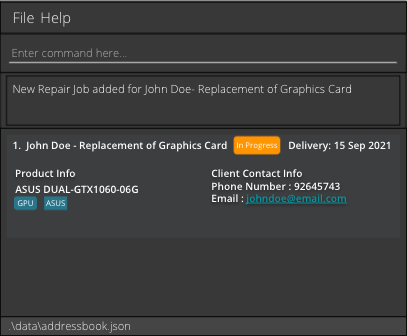 File Help
Enter command here...
New Repair Job added for John Doe- Replacement of Graphics Card
1. John Doe - Replacement of Graphics Card In Progress Delivery: 15 Sep 2021
Product Info
ASUS DUAL-GTX1060-06G
GPU ASUS
Client Contact Info
Phone Number : 92645743
Email : johndoe@email.com
.\data\addressbook.json